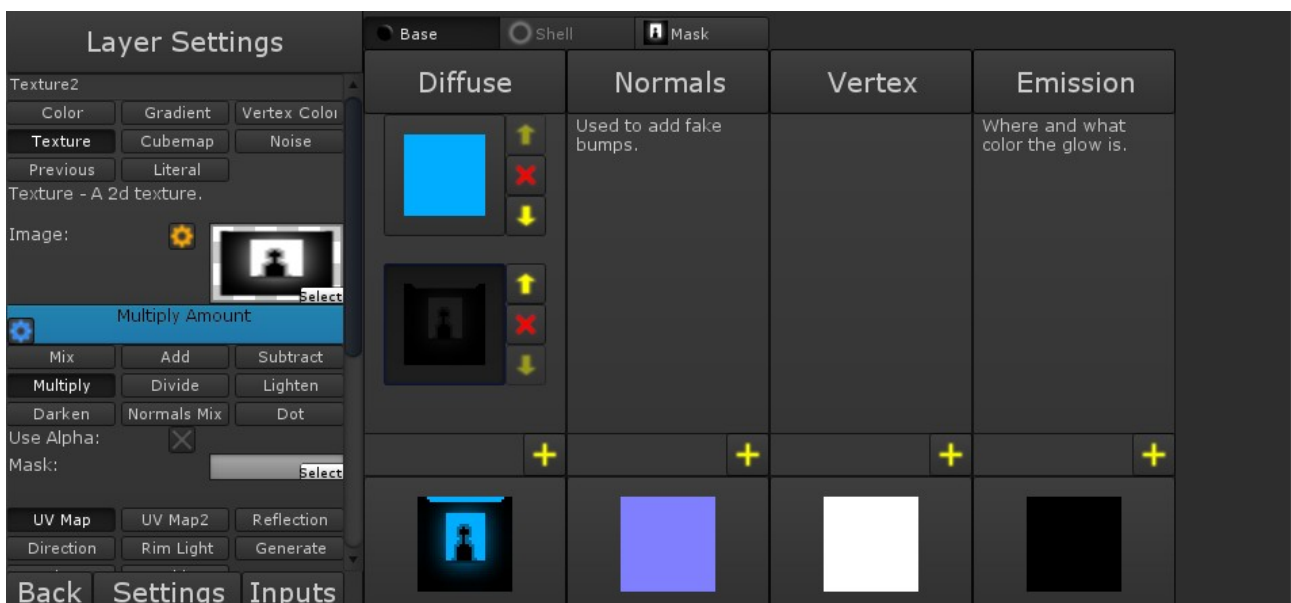 Layer Settings
Base
Shell
Mask
Diffuse
Normals
Vertex
Emission
Texture2
Color
Gradient
Vertex Color
Texture
Cubemap
Noise
Previous
Literal
Texture - A 2d texture.
Image:
Select
Multiply Amount
Mix
Add
Subtract
Multiply
Divide
Lighten
Darken
Normals Mix
Dot
Use Alpha:
Mask:
Select
UV Map
UV Map2
Reflection
Direction
Rim Light
Generate
Back
Settings
Inputs
Used to add fake
bumps.
Where and what
color the glow is.